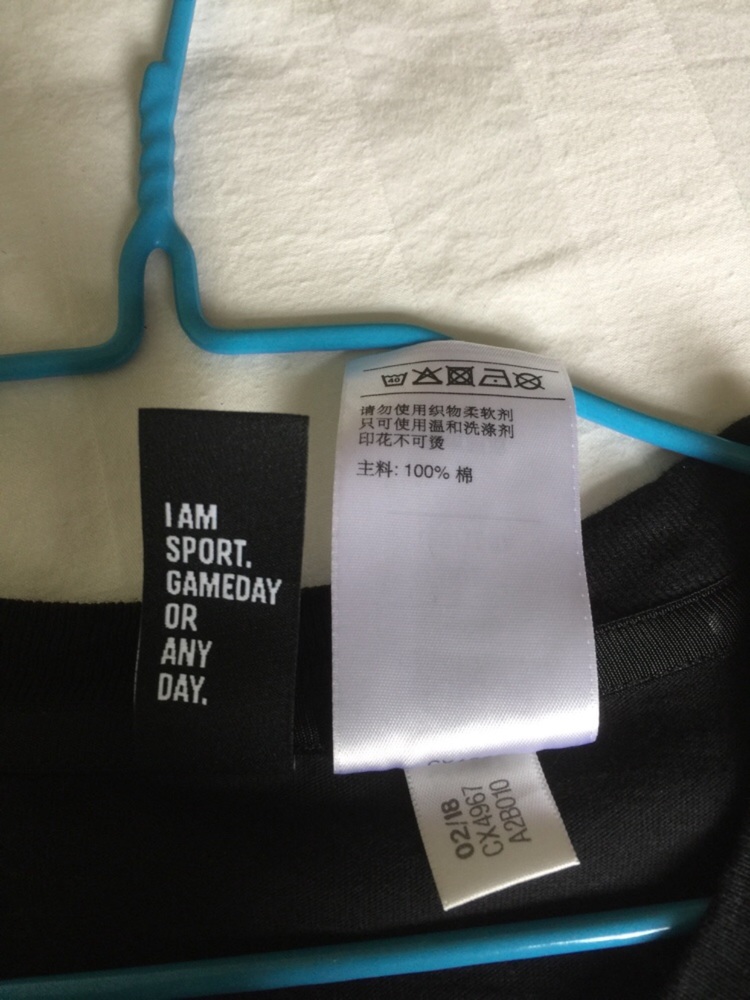 40
请勿使用织物柔软剂
只可使用温和洗涤剂
印花不可烫
主料: 100% 棉
I AM
SPORT.
GAMEDAY
OR
ANY
DAY.
02/18
CX4967
A2B010